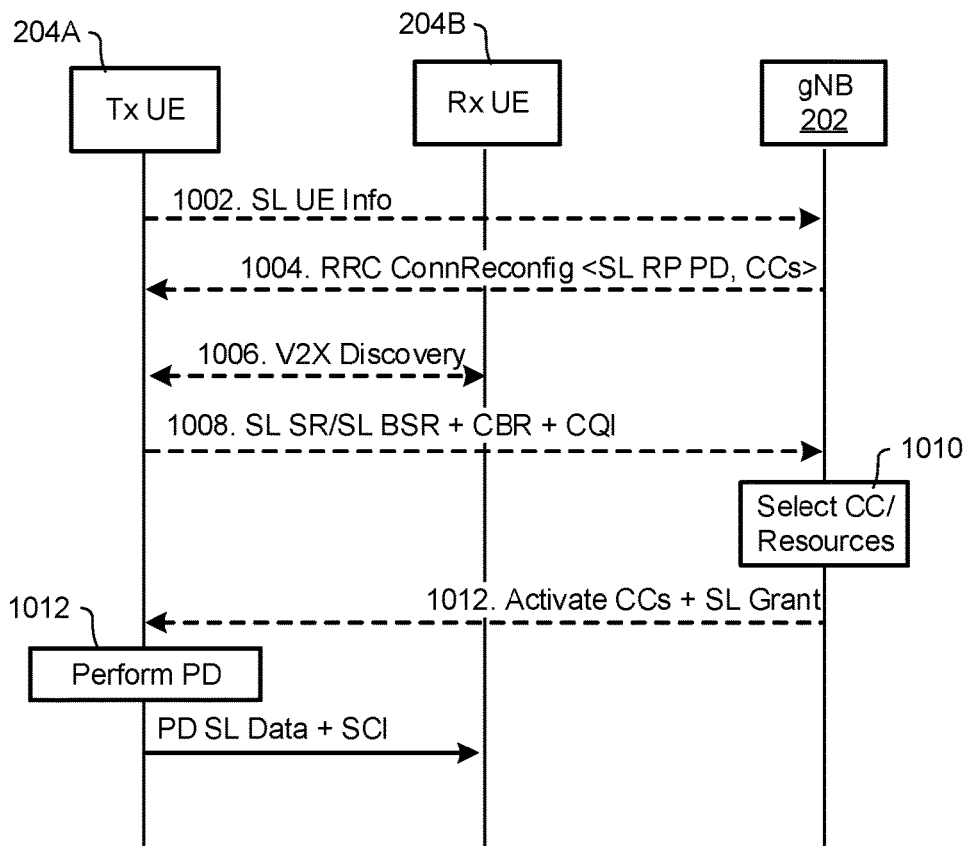 204A
204B
Tx UE
Rx UE
gNB
202
1002. SL UE Info
1004. RRC ConnReconfig <SL RP PD, CCs>
1006. V2X Discovery
1008. SL SR/SL BSR + CBR + CQI
1010
Select CC/
Resources
1012. Activate CCs + SL Grant
1012
Perform PD
PD SL Data + SCI